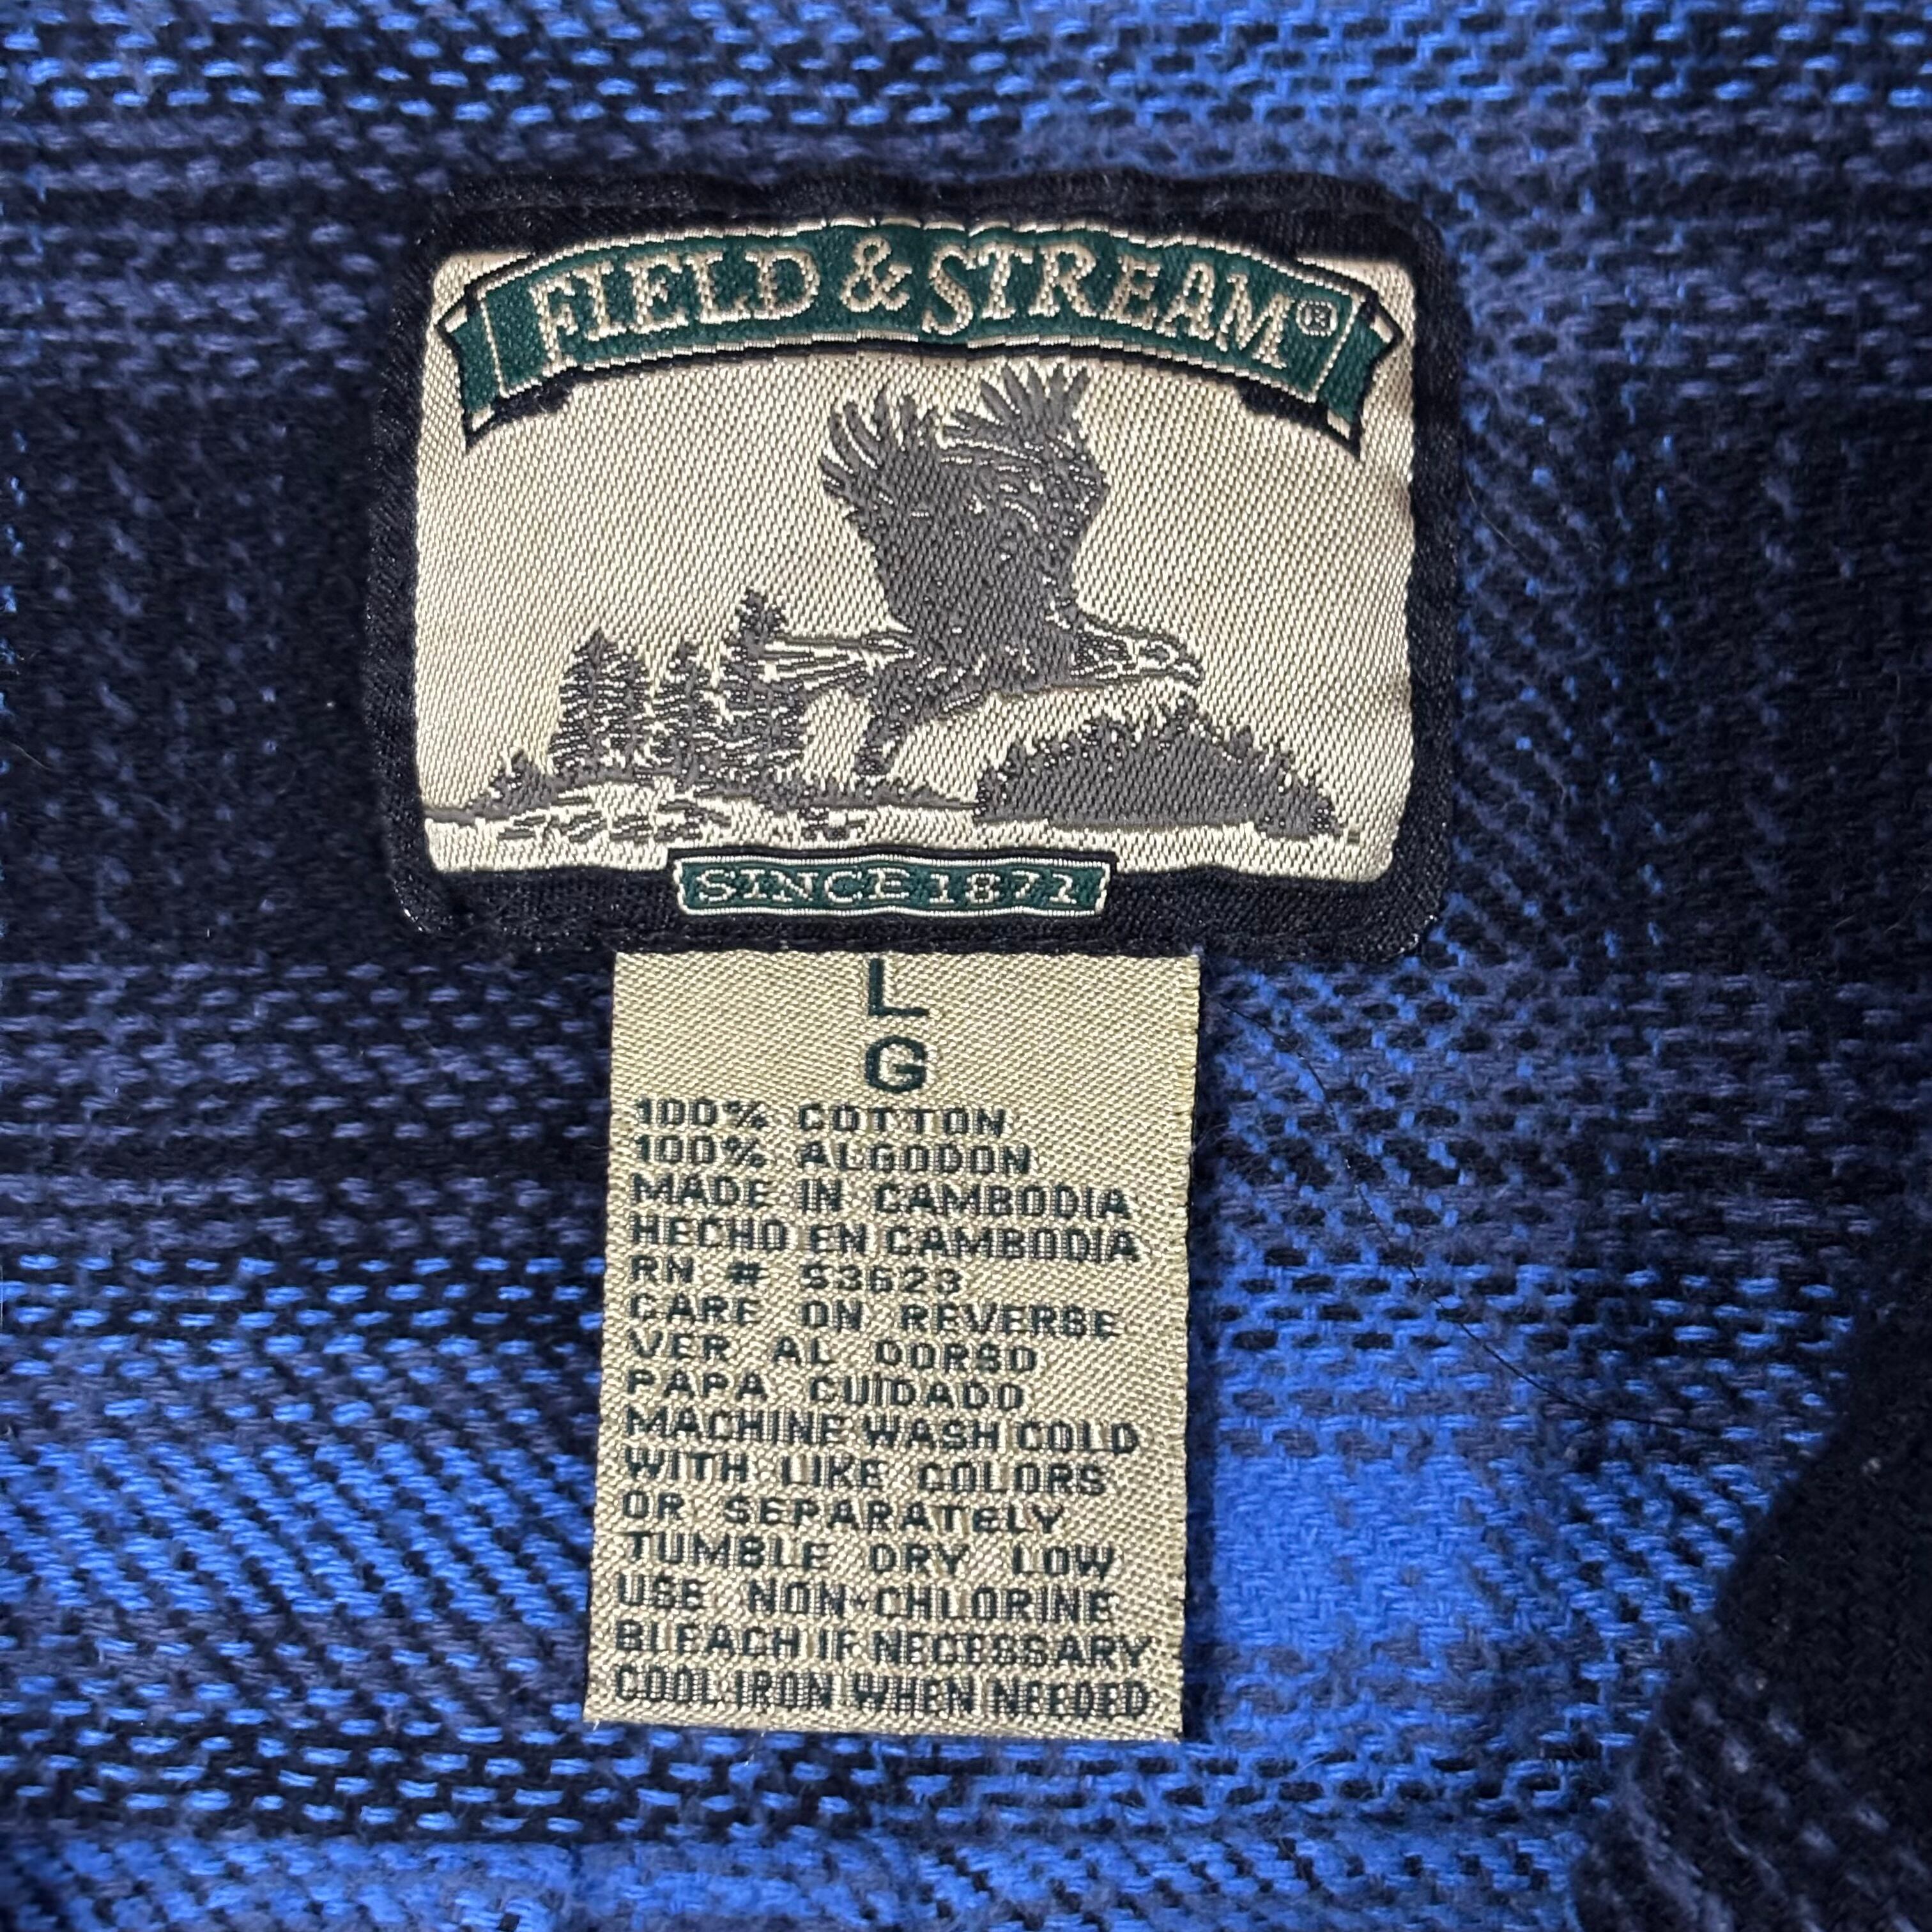 FIELD & STREAM®
SINCE 1871
L
G
100% COTTON
100% ALGODON
MADE IN CAMBODIA
HECHO EN CAMBODIA
RN # 53623
CARE ON REVERSE
VER AL DORSO
PAPA CUIDADO
MACHINE WASH COLD
WITH LIKE COLORS
OR SEPARATELY
TUMBLE DRY LOW
USE NON-CHLORINE
BLEACH IF NECESSARY
COOL IRON WHEN NEEDED